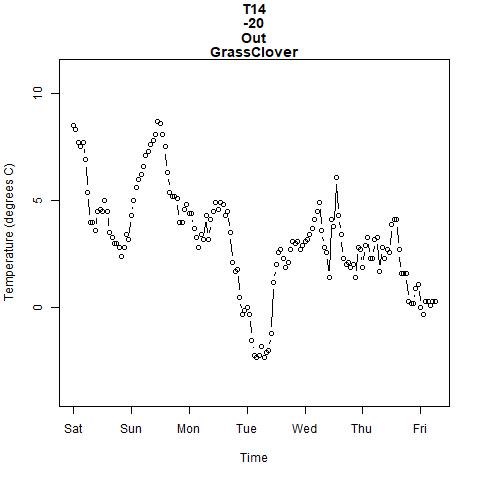 T14
-20
Out
GrassClover
10
5
0
Temperature (degrees C)
Sat Sun Mon Tue Wed Thu Fri
Time